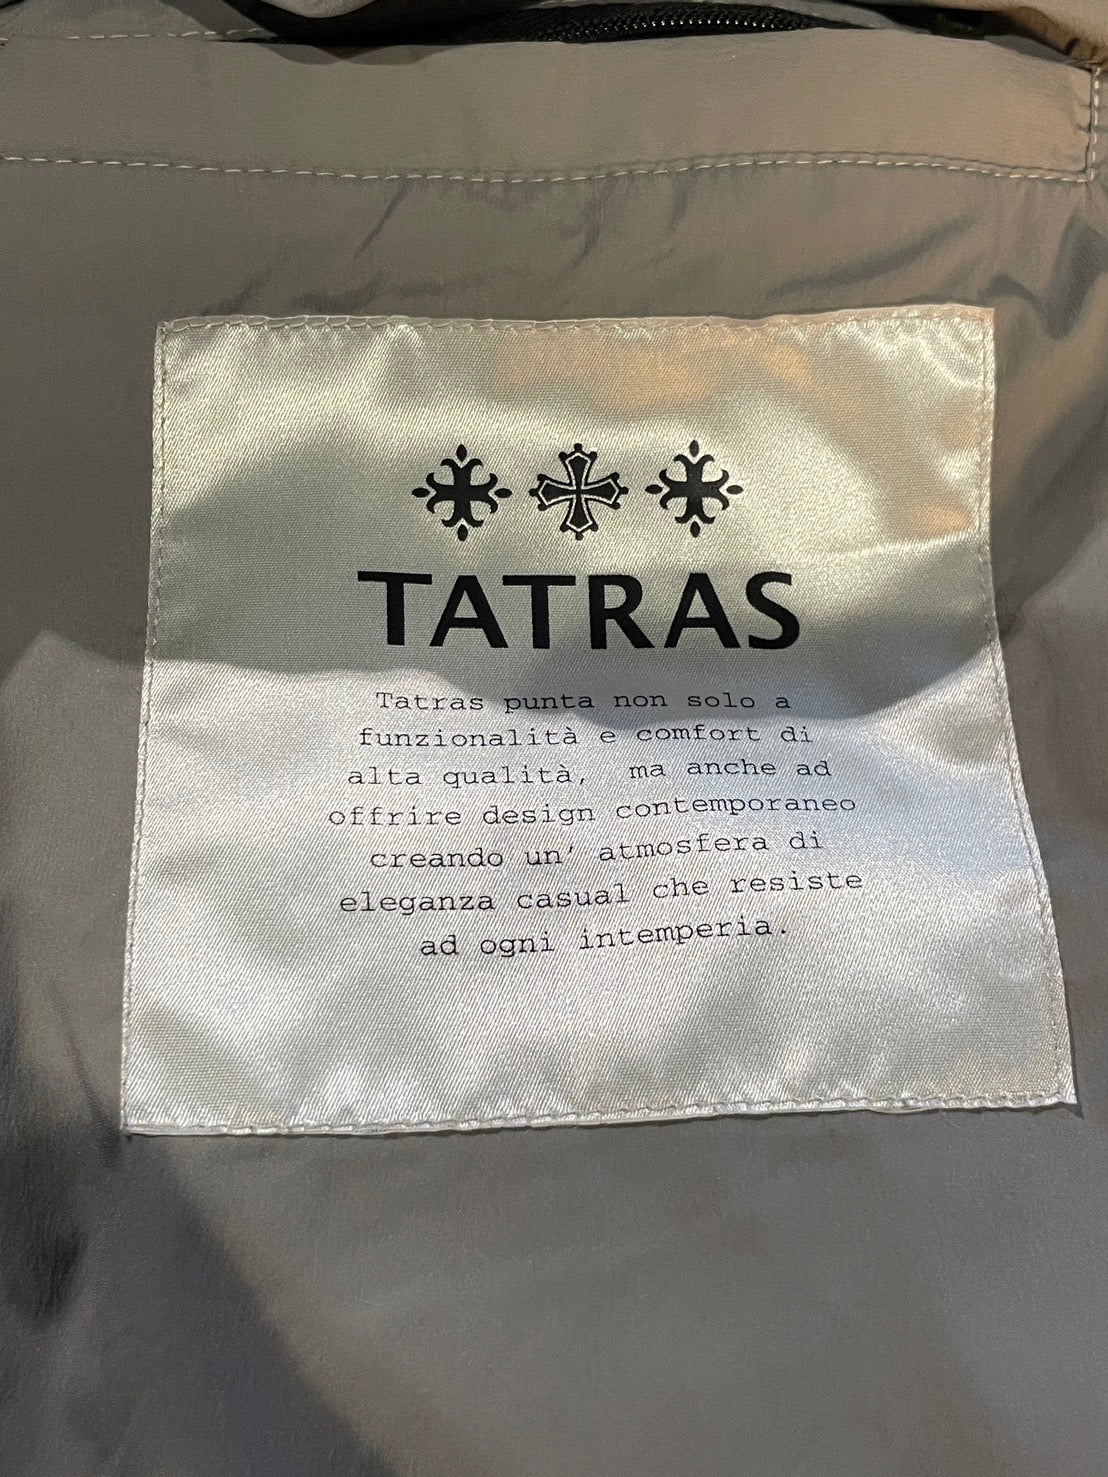 TATRAS
Tatras punta non solo a
funzionalità e comfort di
alta qualità, ma anche ad
offrire design contemporaneo
creando un' atmosfera di
eleganza casual che resiste
ad ogni intemperia.